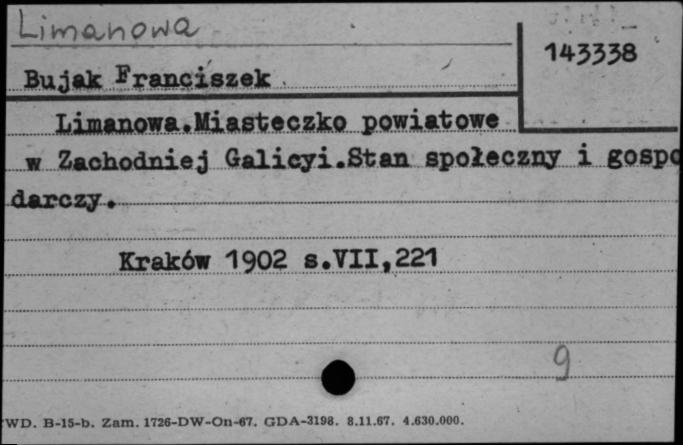 Limanowa
143338
Bujak Franciszek
Limanowa.Miasteczko powiatowe
w Zachodniej Galicyi.Stan społeczny i gospo
darczy.
Kraków 1902 s.VII,221
9
WD. B-15-b. Zam. 1726-DW-On-67. GDA-3198. 8.11.67. 4.630.000.